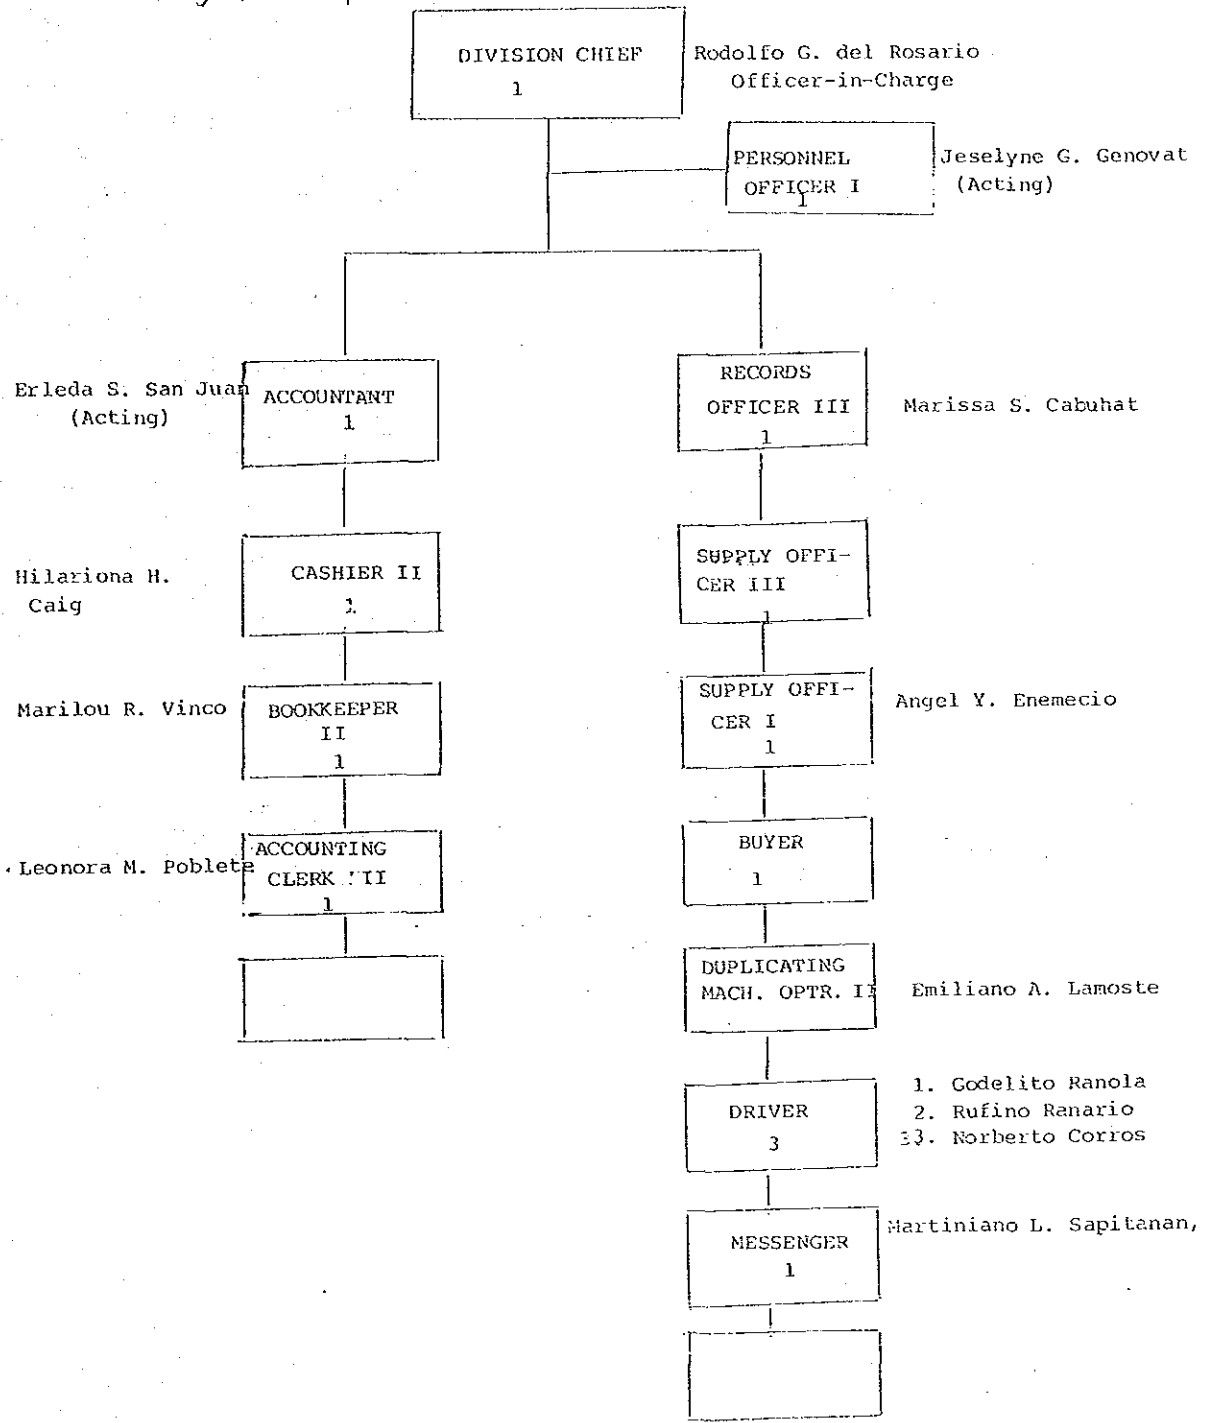 DIVISION CHIEF
1
Rodolfo G. del Rosario
Officer-in-Charge
PERSONNEL
OFFICER I
1
Jeselyne G. Genovat
(Acting)
Erleda S. San Juan
(Acting)
ACCOUNTANT
1
RECORDS
OFFICER III
1
Marissa S. Cabuhat
Hilariona H.
Caig
CASHIER II
1
SUPPLY OFFI-
CER III
1
Marilou R. Vinco
BOOKKEEPER
II
1
SUPPLY OFFI-
CER I
1
Angel Y. Enemecio
Leonora M. Poblete
ACCOUNTING
CLERK
1
BUYER
1
DUPLICATING
MACH. OPTR. II
Emiliano A. Lamoste
DRIVER
3
1. Godelito Ranola
2. Rufino Ranario
3. Norberto Corros
MESSENGER
1
Martiniano L. Sapitanan,